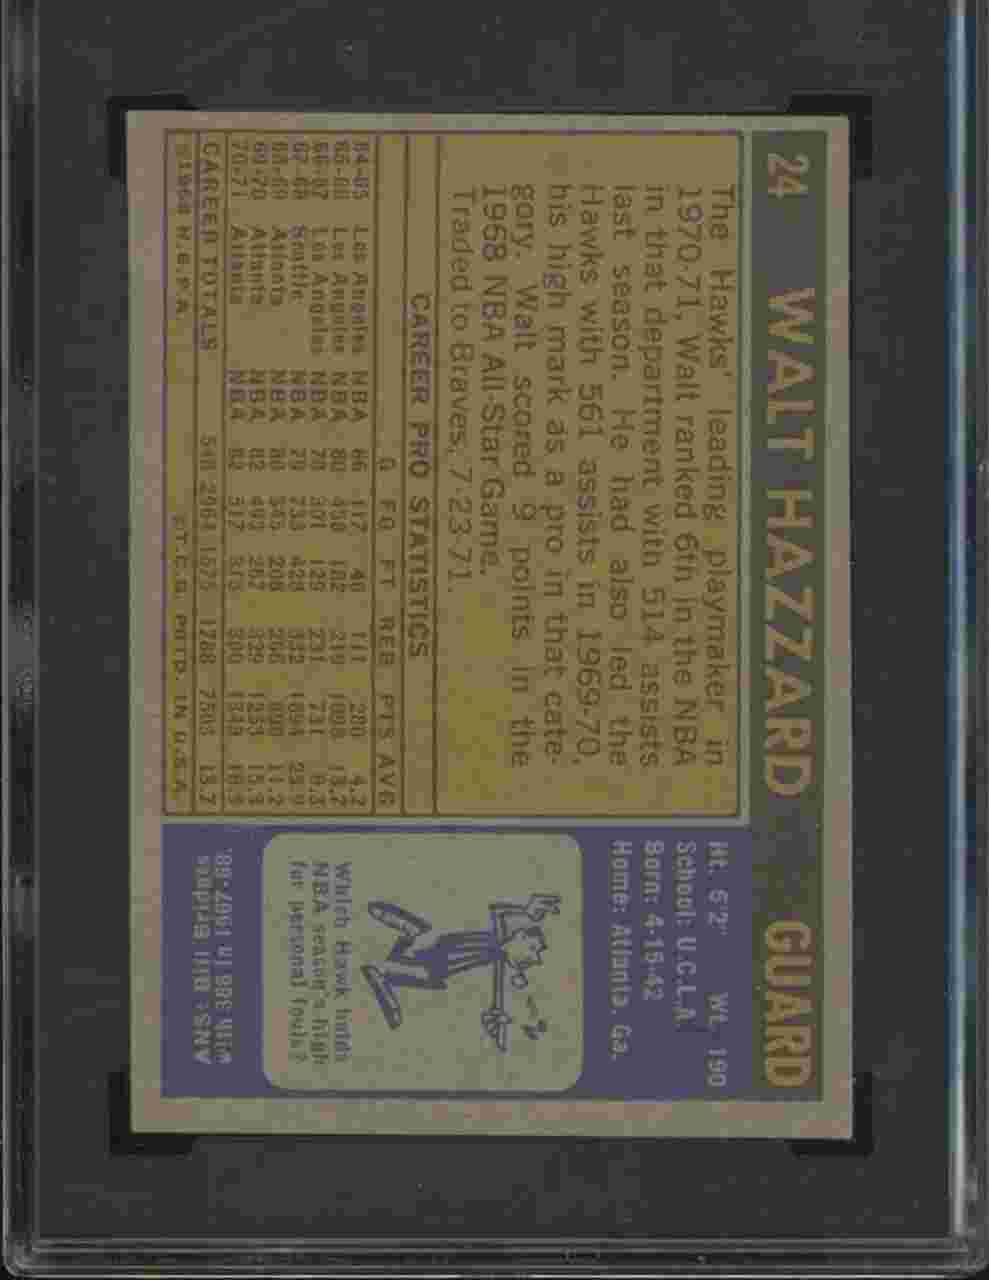 24 WALT HAZZARD GUARD
The Hawks' leading playmaker in
1970-71, Walt ranked 6th in the NBA
in that department with 514 assists
last season. He had also led the
Hawks with 561 assists in 1969-70,
his high mark as a pro in that cate-
gory. Walt scored 9 points in the
1968 NBA All-Star Game.
Traded to Braves, 7-23-71.
CAREER PRO STATISTICS
G FG FT REB PTS AVG
64-65 Los Angeles NBA 66 117 46 111 280 4.2
65-66 Los Angeles NBA 80 458 182 219 1098 13.7
66-67 Los Angeles NBA 79 301 129 231 731 9.3
67-68 Seattle NBA 79 733 428 332 1894 23.9
68-69 Atlanta NBA 80 345 208 266 898 11.2
69-70 Atlanta NBA 82 493 267 329 1253 15.3
70-71 Atlanta NBA 82 517 315 300 1349 16.5
CAREER TOTALS 548 2964 1575 1788 7503 13.7
N.B.P.A. PTD. IN U.S.A.
Ht. 6'2" Wt. 190
School: U.C.L.A.
Born: 4-15-42
Home: Atlanta, Ga.
Which Hawk holds
NBA season's high
for personal fouls?
ANS: Bill Bridges
with 366 in 1967-68.